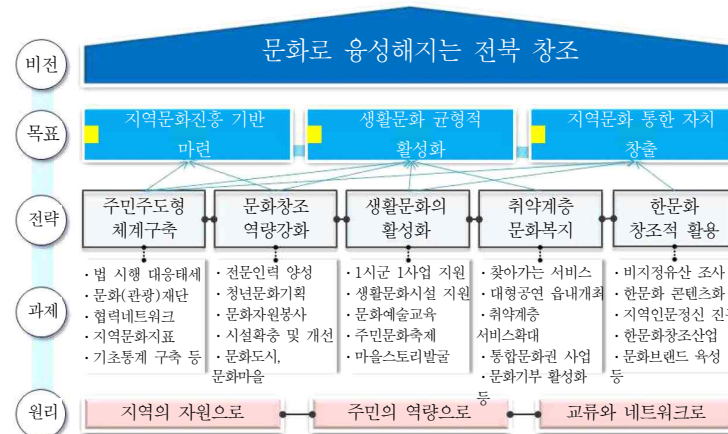 비전
문화로 융성해지는 전북 창조
목표
지역문화진흥 기반
마련
생활문화 균형적
활성화
지역문화 통한 자치
창출
전략
주민주도형
체계구축
문화창조
역량강화
생활문화의
활성화
취약계층
문화복지
한문화
창조적 활용
과제
· 법 시행 대응태세
· 문화(관광)재단
· 협력네트워크
· 지역문화지표
· 기초통계 구축 등
· 전문인력 양성
· 청년문화기획
· 문화자원봉사
· 시설확충 및 개선
· 문화도시,
문화마을
· 1시군 1사업 지원
· 생활문화시설 지원
· 문화예술교육
· 주민문화축제
· 마을스토리발굴
· 찾아가는 서비스
· 대형공연 읍내개최
· 취약계층
서비스확대
· 통합문화권 사업
· 문화기부 활성화
등
· 비지정유산 조사
· 한문화 콘텐츠화
· 지역인문정신
· 한문화창조산업
· 문화브랜드 육성
등
원리
지역의 자원으로
주민의 역량으로
교류와 네트워크로